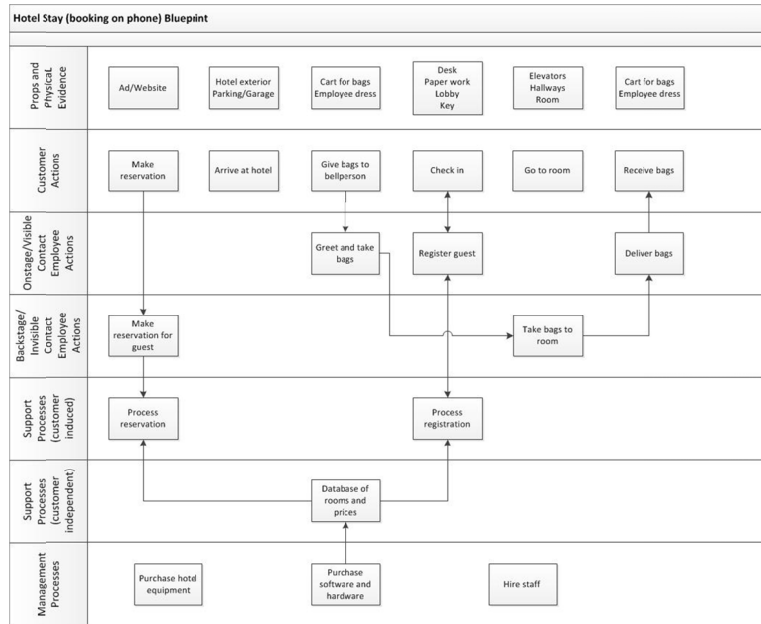 Hotel Stay (booking on phone) Blueprint
Props and
Physical
Evidence
Ad/Website
Hotel exterior
Parking/Garage
Cart for bags
Employee dress
Desk
Paper work
Lobby
Key
Elevators
Hallways
Room
Cart for bags
Employee dress
Customer
Actions
Make
reservation
Arrive at hotel
Give bags to
bellperson
Check in
Go to room
Receive bags
Onstage/Visible
Contact
Employee
Actions
Greet and take
bags
Register guest
Deliver bags
Backstage/
Invisible
Contact
Employee
Actions
Make
reservation for
guest
Take bags to
room
Support
Processes
(customer
induced)
Process
reservation
Process
registration
Support
Processes
(customer
independent)
Database of
rooms and
prices
Management
Processes
Purchase hotel
equipment
Purchase
software and
hardware
Hire staff